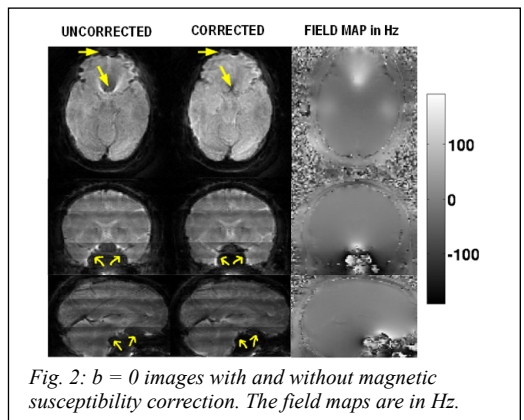 UNCORRECTED CORRECTED FIELD MAP in Hz
100
0
-100
Fig. 2: b = 0 images with and without magnetic
susceptibility correction. The field maps are in Hz.